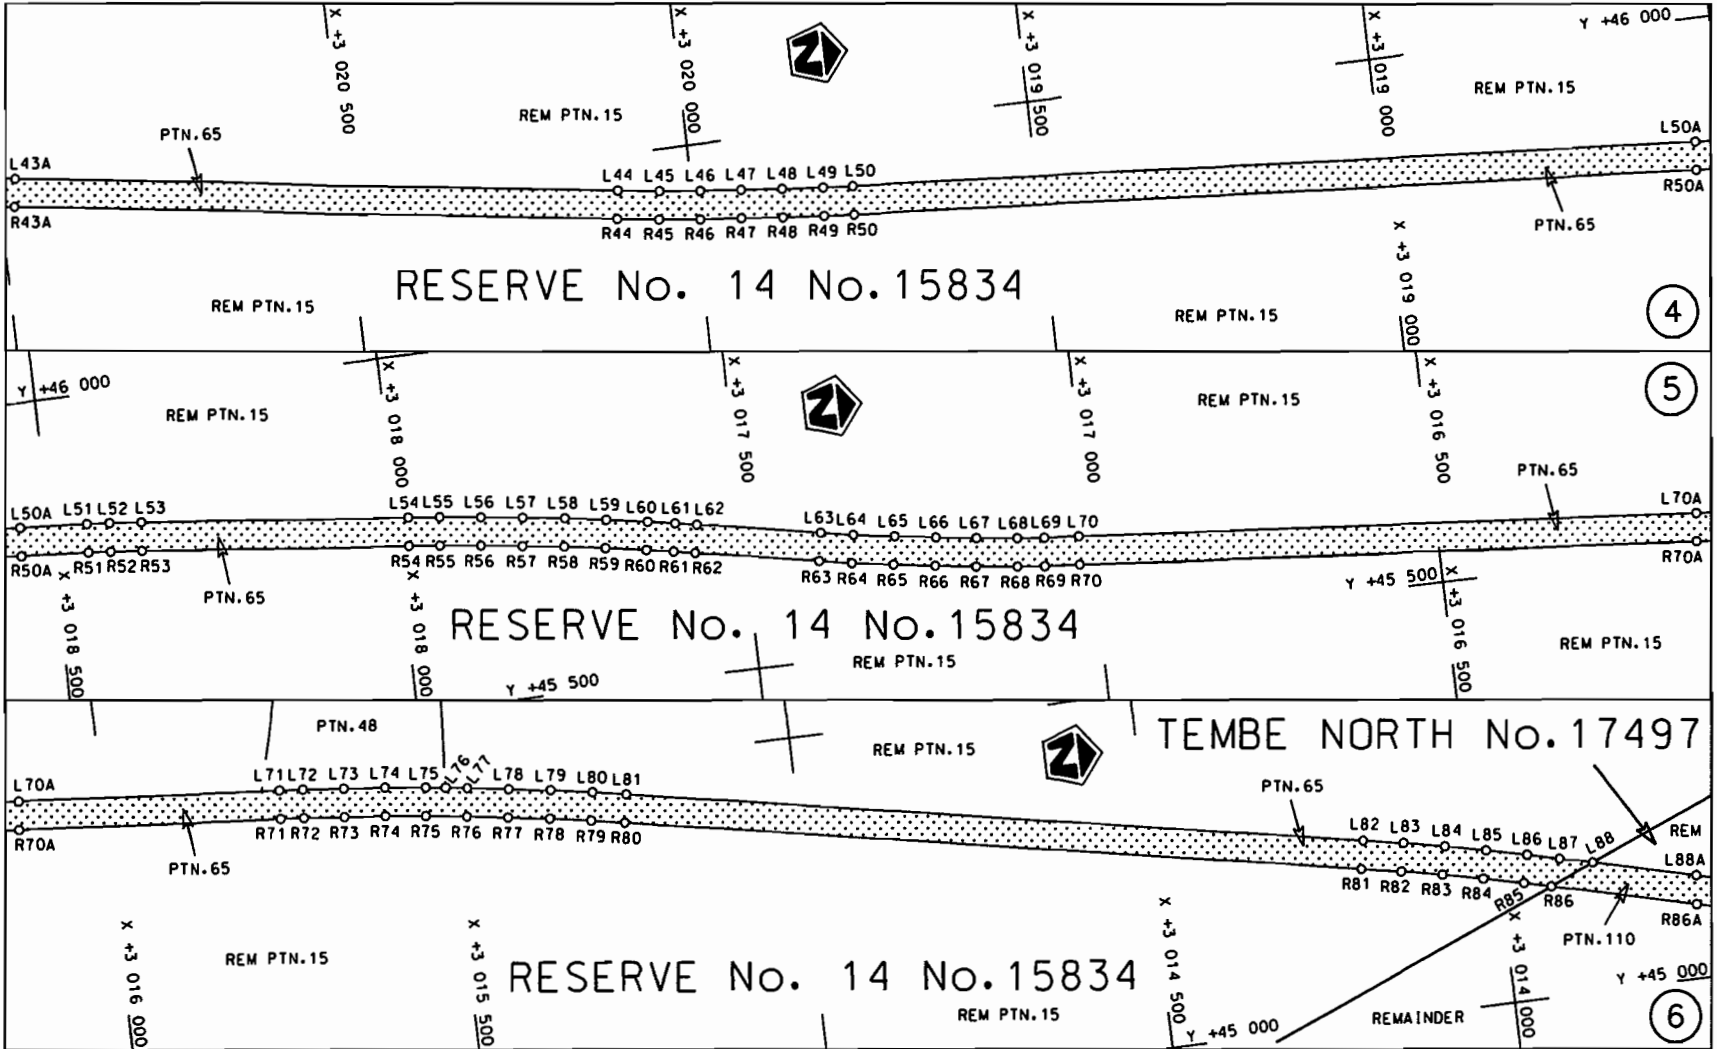 X +3 020 500
X +3 020 000
X +3 019 500
X +3 019 000
Y +46 000
N
REM PTN.15
REM PTN.15
PTN.65
L43A
L44 L45 L46 L47 L48 L49 L50
L50A
R43A
R44 R45 R46 R47 R48 R49 R50
R50A
PTN.65
X +3 019 000
RESERVE No. 14 No.15834
REM PTN.15
REM PTN.15
4
Y +46 000
REM PTN.15
X +3 018 000
X +3 017 500
N
X +3 017 000
REM PTN.15
X +3 016 500
5
PTN.65
L50A L51 L52 L53
L54 L55 L56 L57 L58 L59 L60 L61 L62
L63 L64 L65 L66 L67 L68 L69 L70
L70A
R50A R51 R52 R53
R54 R55 R56 R57 R58 R59 R60 R61 R62
R63 R64 R65 R66 R67 R68 R69 R70
R70A
X +3 018 500
PTN.65
X +3 018 000
Y +45 500
X +3 016 500
RESERVE No. 14 No.15834
REM PTN.15
REM PTN.15
Y +45 500
PTN.48
REM PTN.15
N
TEMBE NORTH No.17497
L70A
L71 L72 L73 L74 L75 L76 L77 L78 L79 L80 L81
PTN.65
L82 L83 L84 L85 L86 L87 L88
REM
L88A
R70A
R71 R72 R73 R74 R75 R76 R77 R78 R79 R80
R81 R82 R83 R84 R85 R86
R86A
PTN.65
PTN.110
X +3 016 000
REM PTN.15
X +3 015 500
RESERVE No. 14 No.15834
REM PTN.15
X +3 014 500
Y +45 000
X +3 014 000
Y +45 000
REMAINDER
6